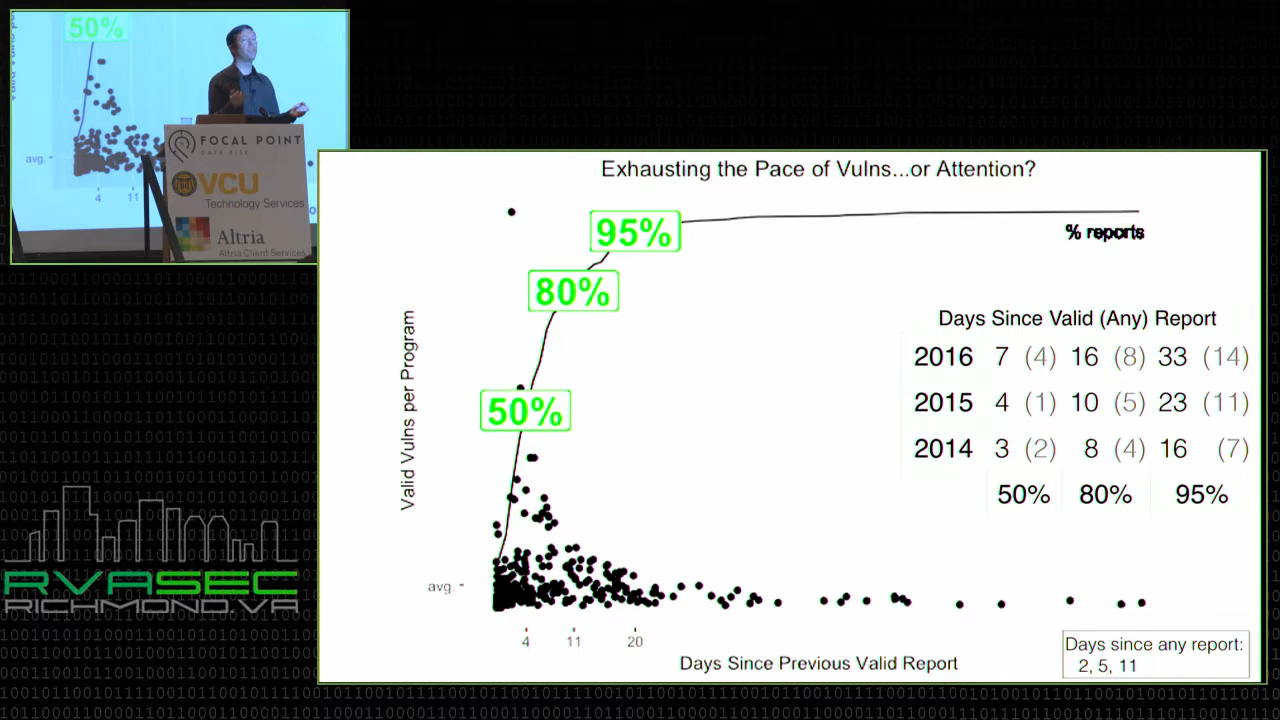 50%
avg.
4
11
FOCAL POINT
DATA RISK
VCU
Technology Services
Altria
Altria Client Services
Exhausting the Pace of Vulns...or Attention?
95%
% reports
80%
50%
Valid Vulns per Program
avg.
4 11 20
Days Since Previous Valid Report
Days Since Valid (Any) Report
2016 7 (4) 16 (8) 33 (14)
2015 4 (1) 10 (5) 23 (11)
2014 3 (2) 8 (4) 16 (7)
50% 80% 95%
Days since any report:
2, 5, 11
RVASEC
RICHMOND.VA